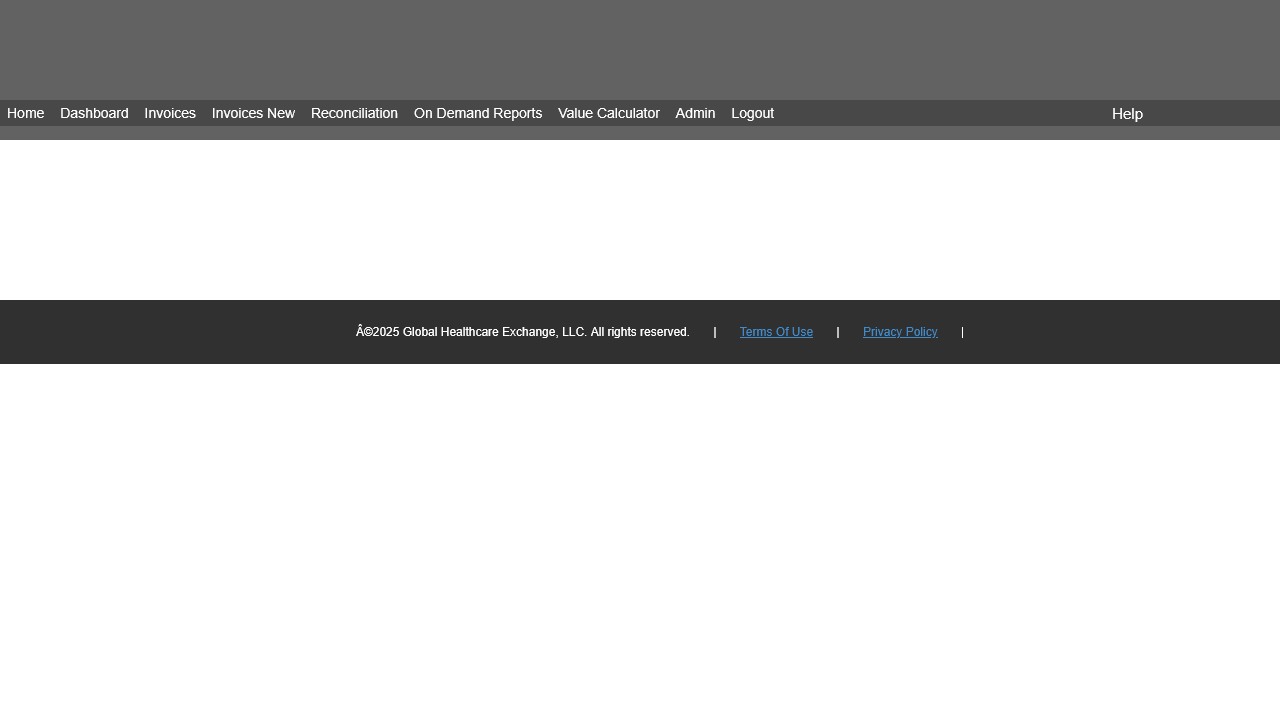 Home Dashboard Invoices Invoices New Reconciliation On Demand Reports Value Calculator Admin Logout Help
Â©2025 Global Healthcare Exchange, LLC. All rights reserved. | Terms Of Use | Privacy Policy |